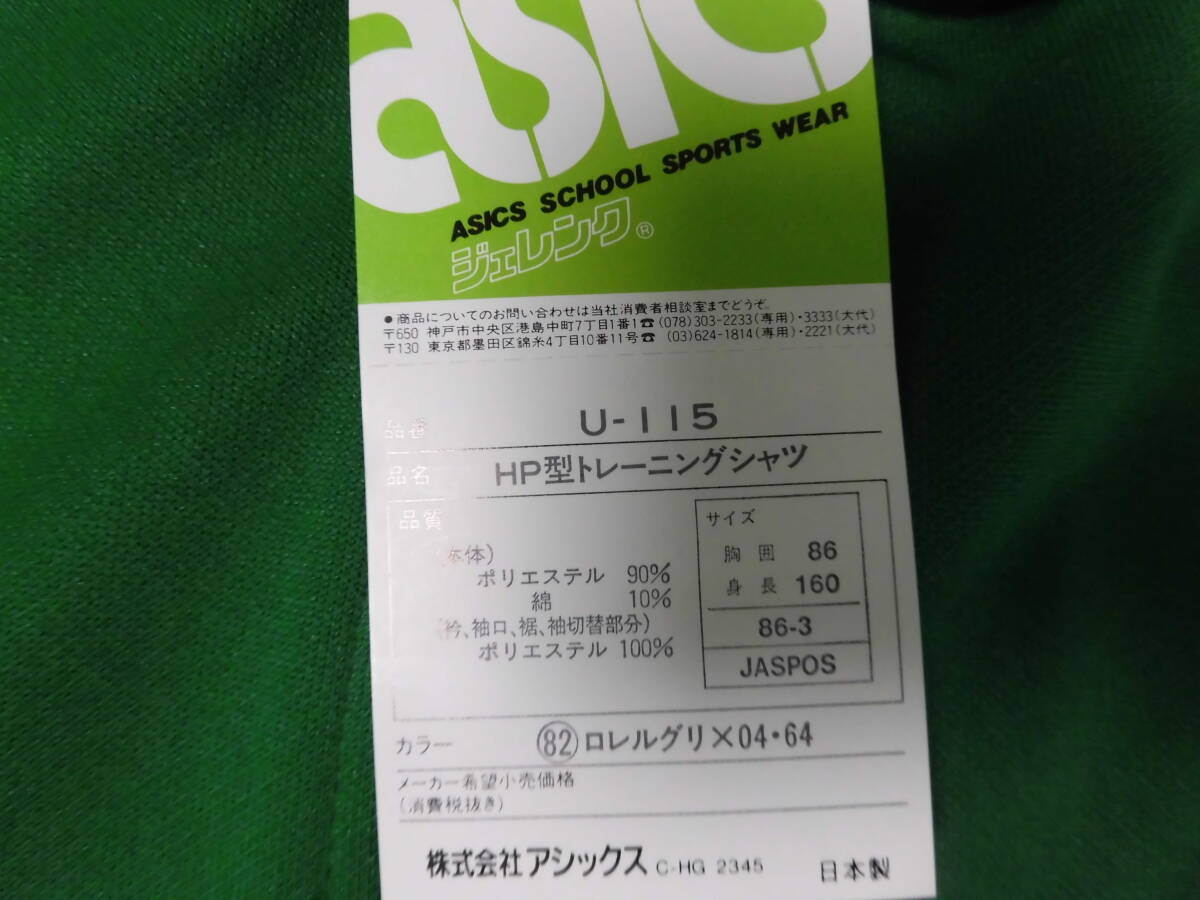 asics
ASICS SCHOOL SPORTS WEAR
ジェレンク®
●商品についてのお問い合わせは当社消費者相談室までどうぞ。
〒650 神戸市中央区港島中町7丁目1番1☎(078)303-2233(専用)・3333(大代)
〒130 東京都墨田区錦糸4丁目10番11号☎ (03)624-1814(専用)・2221(大代)
品番 U-115
品名 HP型トレーニングシャツ
品質
(本体)
ポリエステル 90%
綿 10%
(衿、袖口、裾、袖切替部分)
ポリエステル 100%
サイズ
胸囲 86
身長 160
86-3
JASPOS
カラー ㊷ロレルグリ×04・64
メーカー希望小売価格
(消費税抜き)
株式会社アシックス C-HG 2345 日本製